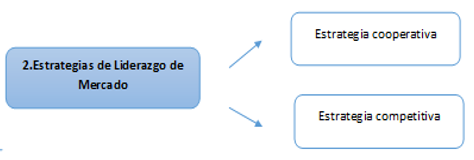 2.Estrategias de Liderazgo de
Mercado
Estrategia cooperativa
Estrategia competitiva